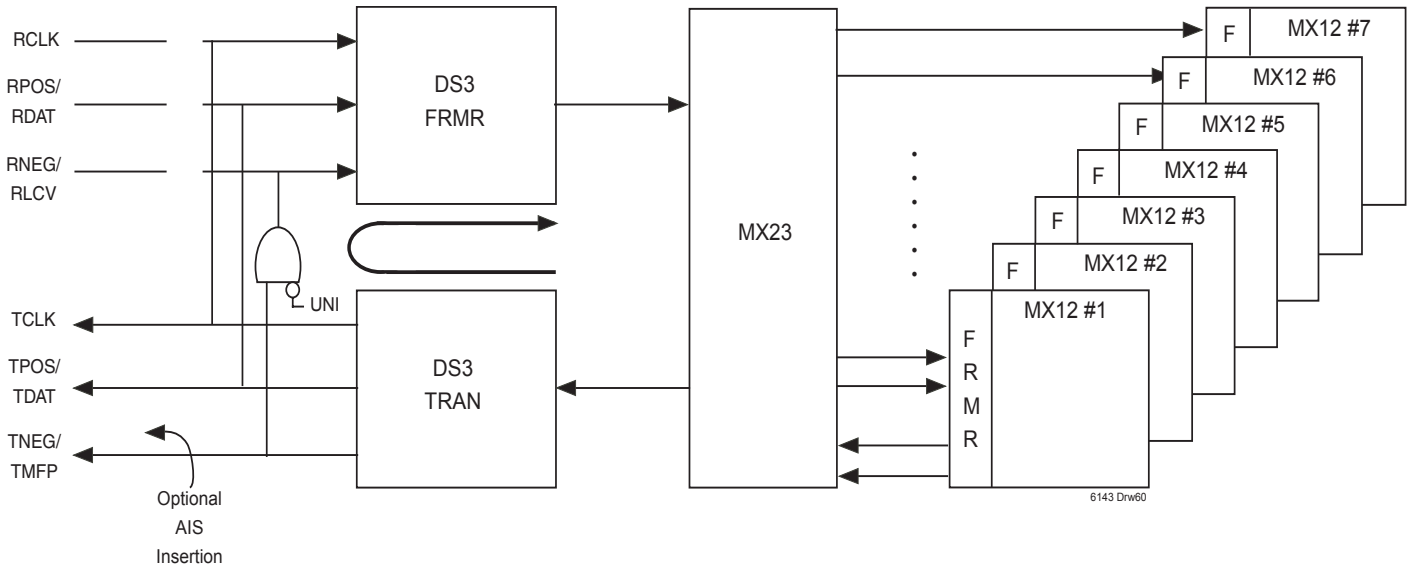 RCLK
RPOS/
RDAT
RNEG/
RLCV
TCLK
TPOS/
TDAT
TNEG/
TMFP
Optional
AIS
Insertion
UNI
DS3
FRMR
DS3
TRAN
MX23
F MX12 #7
F MX12 #6
F MX12 #5
F MX12 #4
F MX12 #3
F MX12 #2
MX12 #1
F
R
M
R
6143 Drw60